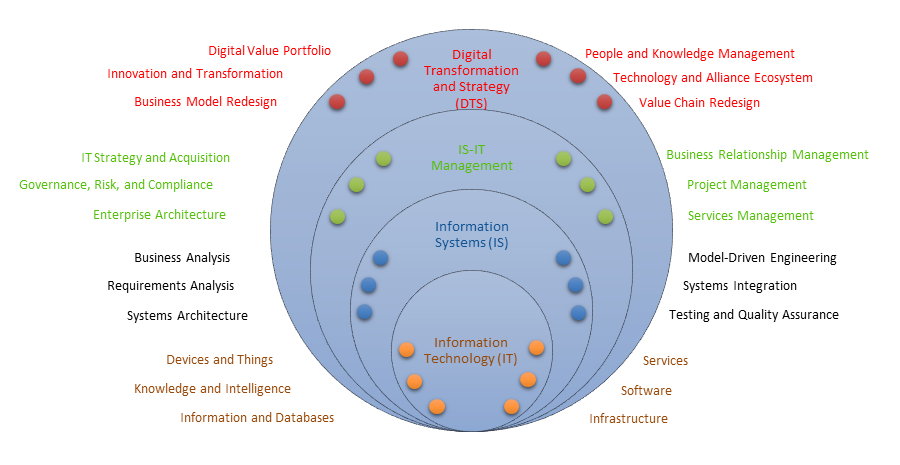 Digital Value Portfolio
Innovation and Transformation
Business Model Redesign
Digital
Transformation
and Strategy
(DTS)
People and Knowledge Management
Technology and Alliance Ecosystem
Value Chain Redesign
IT Strategy and Acquisition
Governance, Risk, and Compliance
Enterprise Architecture
IS-IT
Management
Business Relationship Management
Project Management
Services Management
Business Analysis
Requirements Analysis
Systems Architecture
Information
Systems (IS)
Model-Driven Engineering
Systems Integration
Testing and Quality Assurance
Devices and Things
Knowledge and Intelligence
Information and Databases
Information
Technology (IT)
Services
Software
Infrastructure